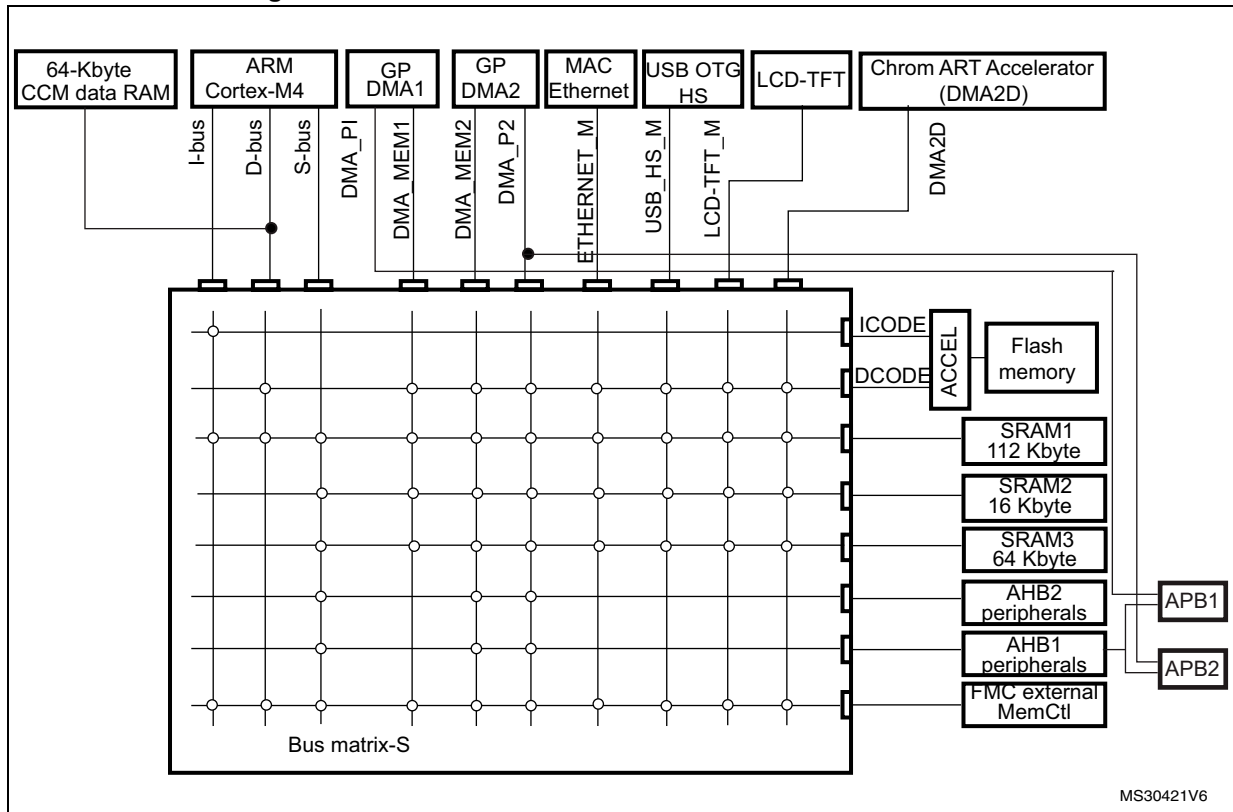 64-Kbyte
CCM data RAM
ARM
Cortex-M4
GP
DMA1
GP
DMA2
MAC
Ethernet
USB OTG
HS
LCD-TFT
Chrom ART Accelerator
(DMA2D)
I-bus
D-bus
S-bus
DMA_PI
DMA_MEM1
DMA_MEM2
DMA_P2
ETHERNET_M
USB_HS_M
LCD-TFT_M
DMA2D
ICODE
DCODE
ACCEL
Flash
memory
SRAM1
112 Kbyte
SRAM2
16 Kbyte
SRAM3
64 Kbyte
AHB2
peripherals
AHB1
peripherals
FMC external
MemCtl
APB1
APB2
Bus matrix-S
MS30421V6